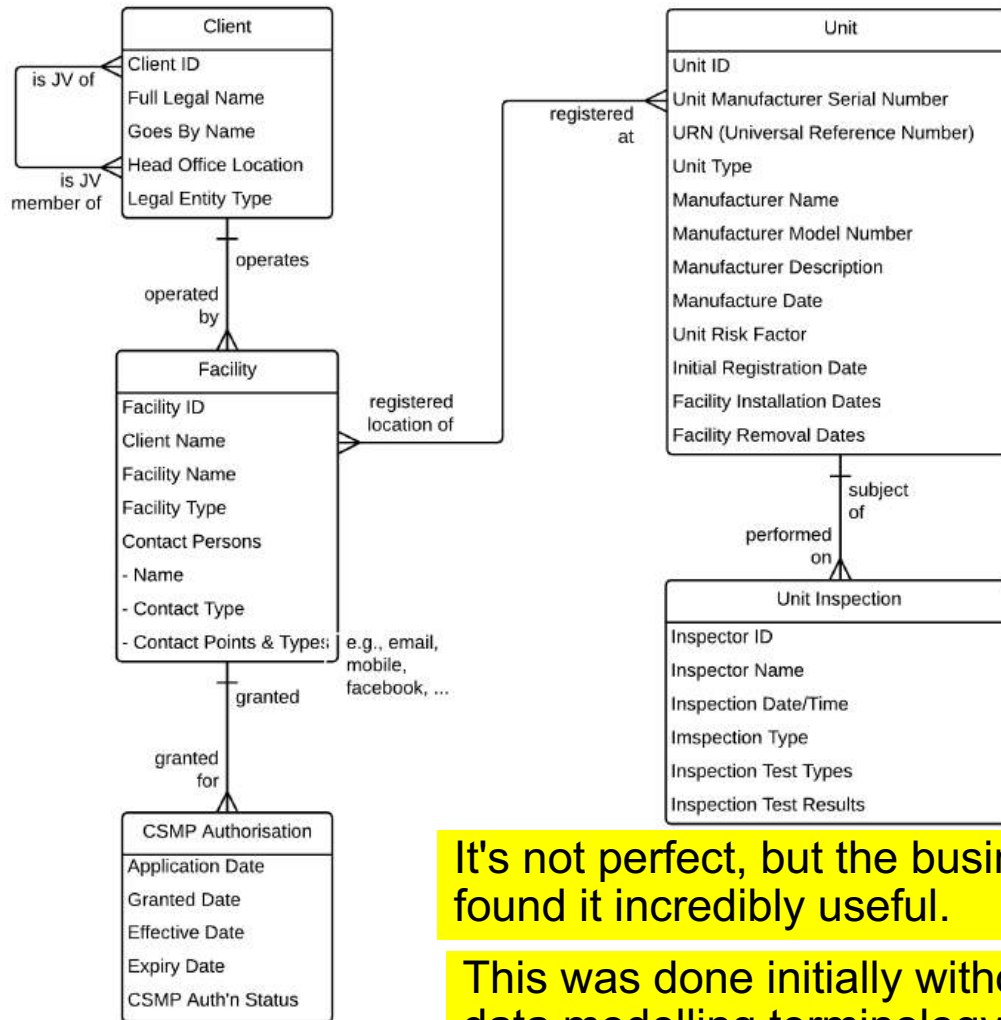 Client
Client ID
Full Legal Name
Goes By Name
Head Office Location
Legal Entity Type
is JV of
is JV
member of
operates
operated
by
Facility
Facility ID
Client Name
Facility Name
Facility Type
Contact Persons
- Name
- Contact Type
- Contact Points & Types
e.g., email,
mobile,
facebook, ...
granted
granted
for
CSMP Authorisation
Application Date
Granted Date
Effective Date
Expiry Date
CSMP Auth'n Status
registered
at
registered
location of
Unit
Unit ID
Unit Manufacturer Serial Number
URN (Universal Reference Number)
Unit Type
Manufacturer Name
Manufacturer Model Number
Manufacturer Description
Manufacture Date
Unit Risk Factor
Initial Registration Date
Facility Installation Dates
Facility Removal Dates
subject
of
performed
on
Unit Inspection
Inspector ID
Inspector Name
Inspection Date/Time
Imspection Type
Inspection Test Types
Inspection Test Results
It's not perfect, but the
found it incredibly useful.
This was done initially
data modelling